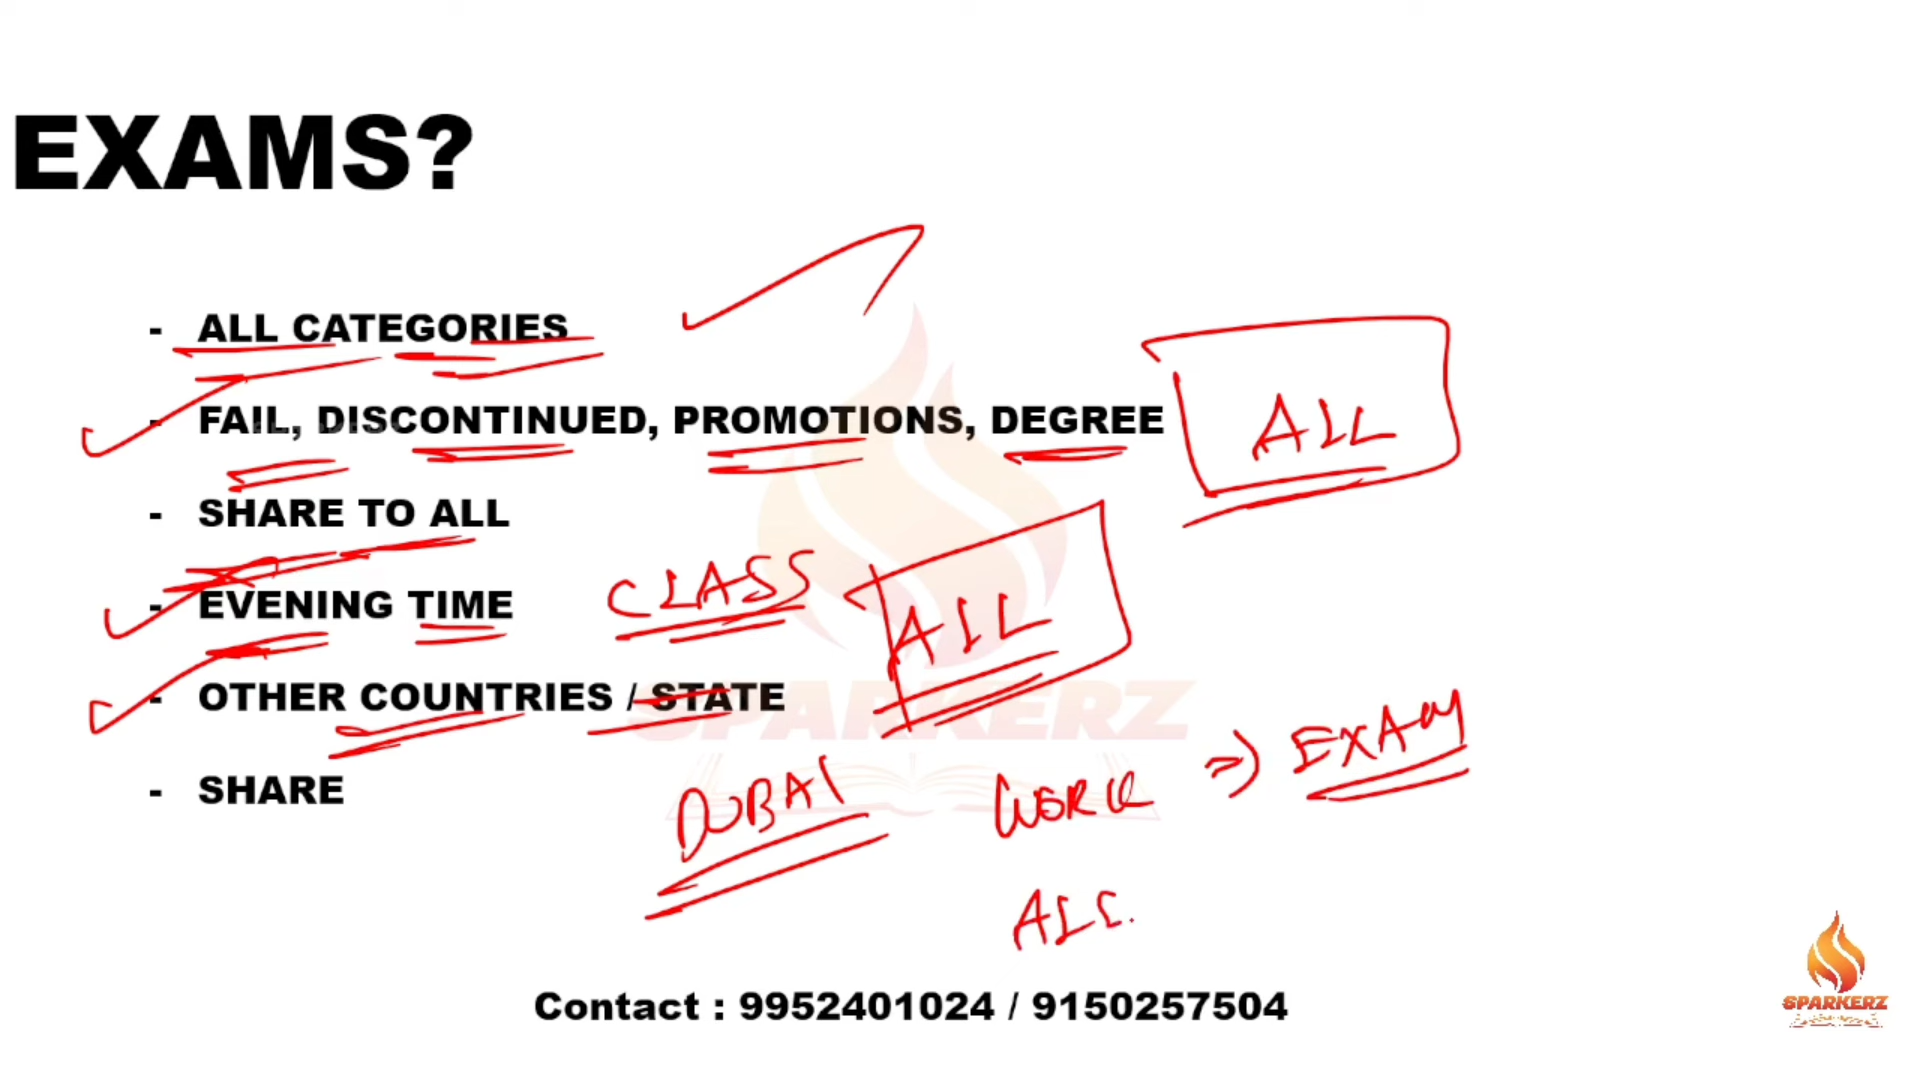 EXAMS?
- ALL CATEGORIES
- FAIL, DISCONTINUED, PROMOTIONS, DEGREE
ALL
- SHARE TO ALL
- EVENING TIME
CLASS
ALL
- OTHER COUNTRIES / STATE
SPARKERZ
- SHARE
DUBAI
WORK => EXAM
ALL.
Contact : 9952401024 / 9150257504
SPARKERZ